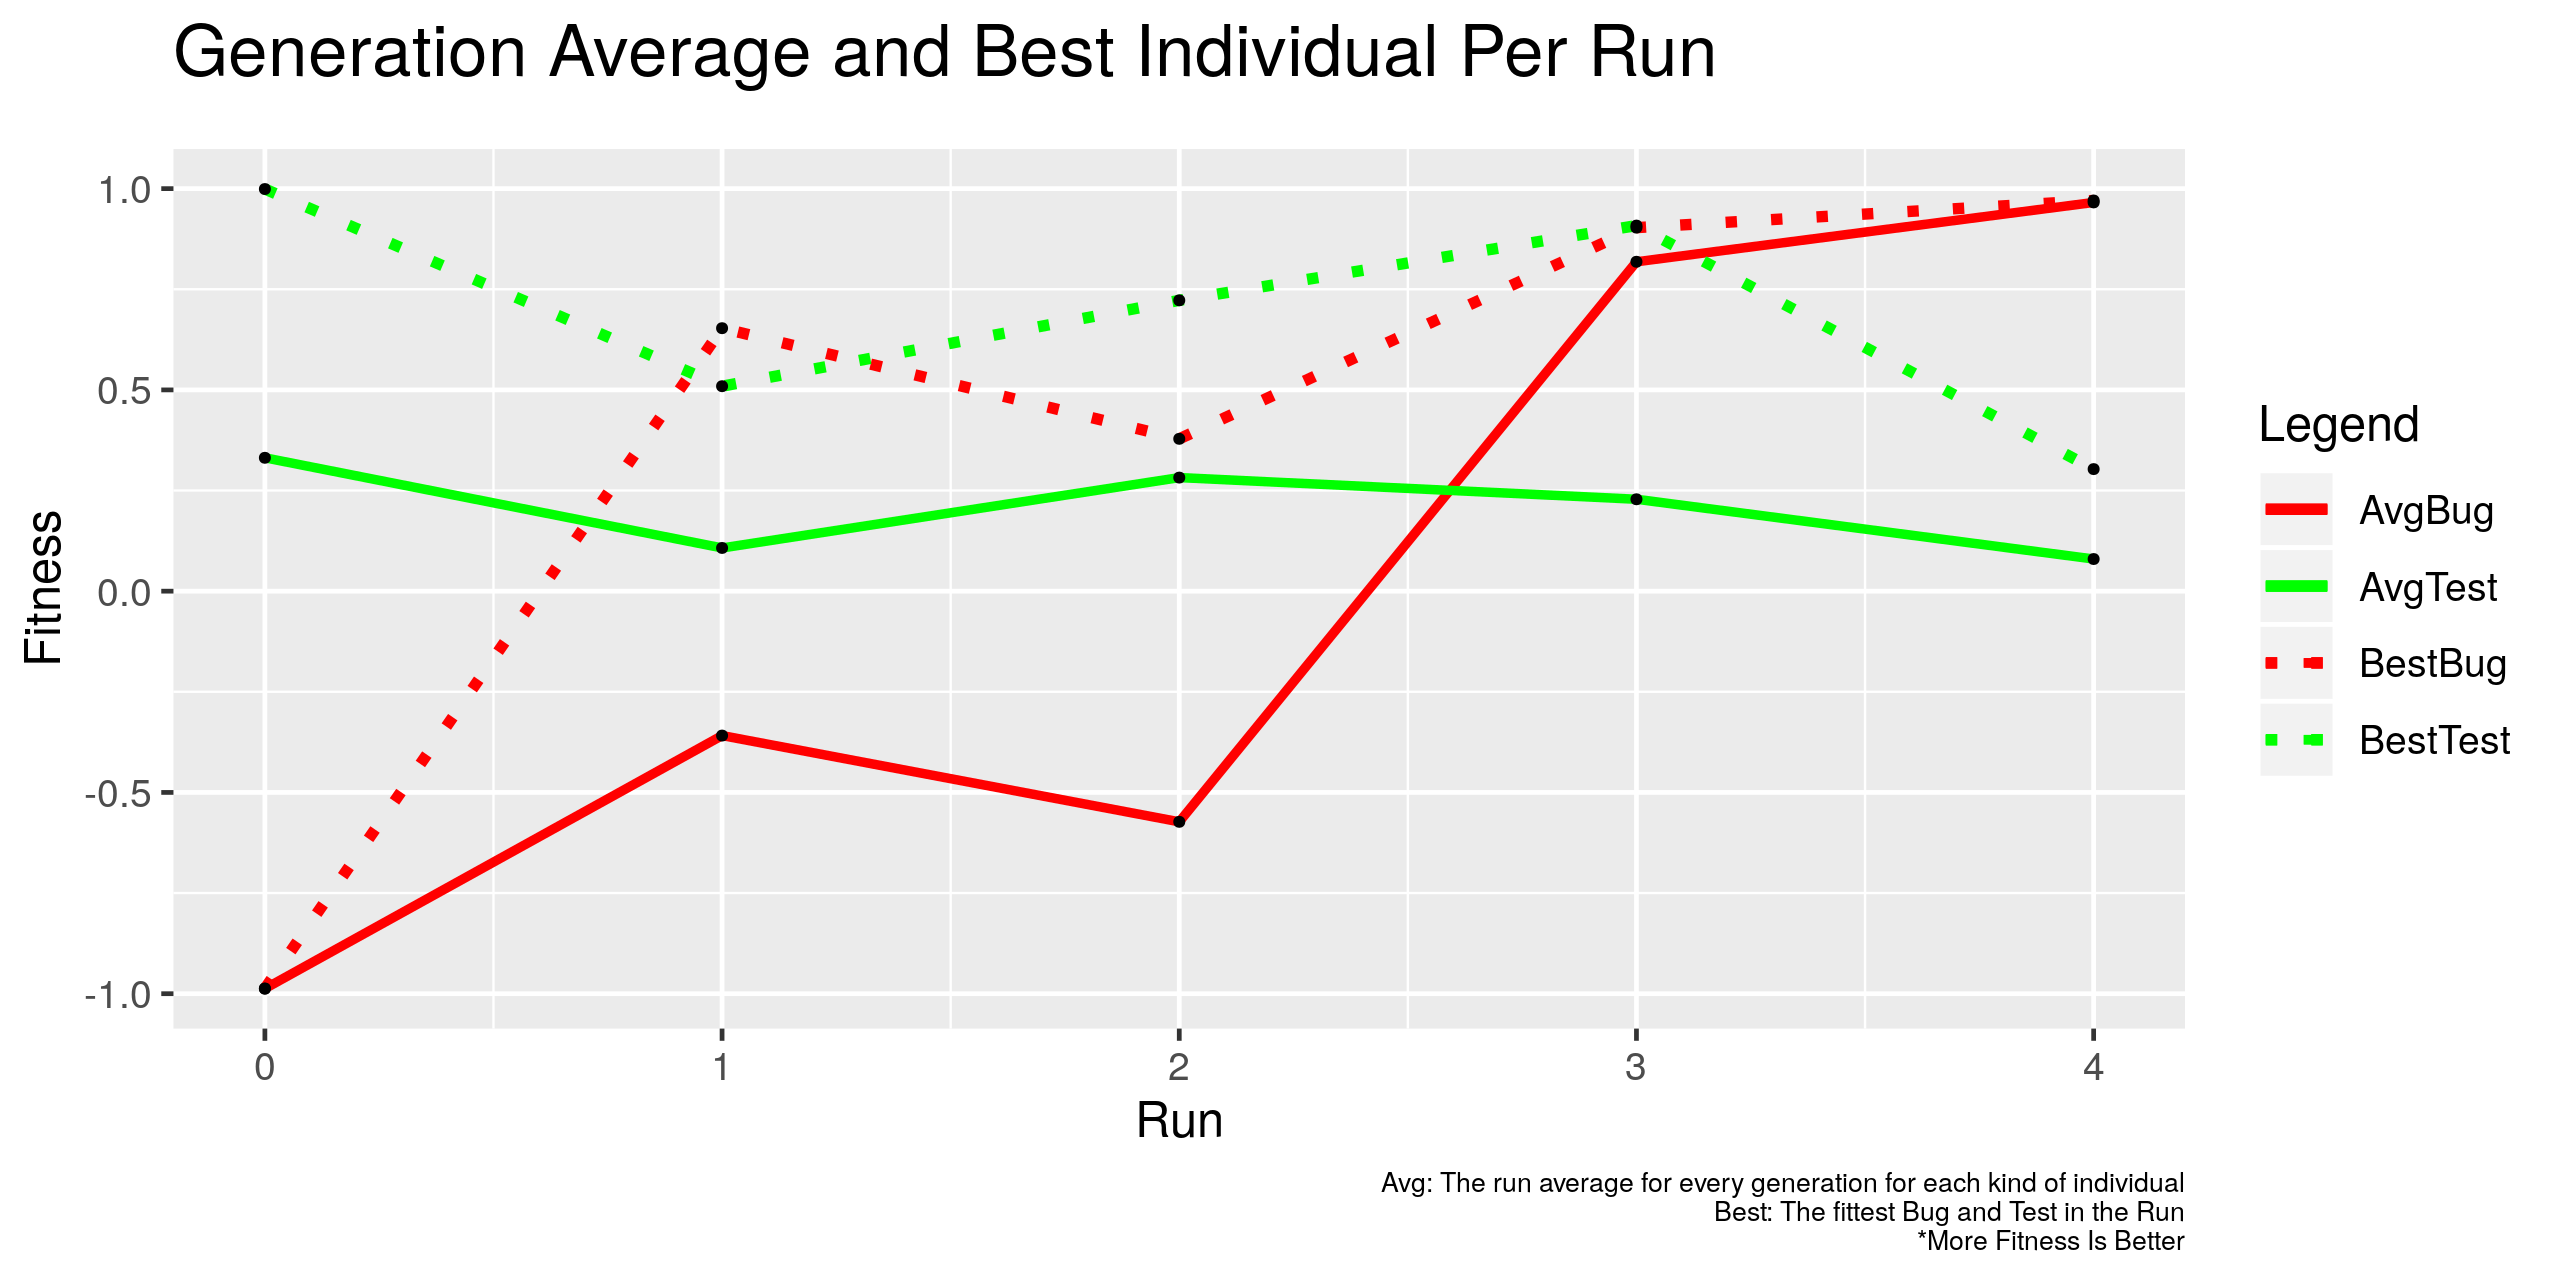 Generation Average and Best Individual Per Run
1.0
0.5
0.0
-0.5
-1.0
Fitness
0
1
2
3
4
Run
Legend
AvgBug
AvgTest
BestBug
BestTest
Avg: The run average for every generation for each kind of individual
Best: The fittest Bug and Test in the Run
*More Fitness Is Better